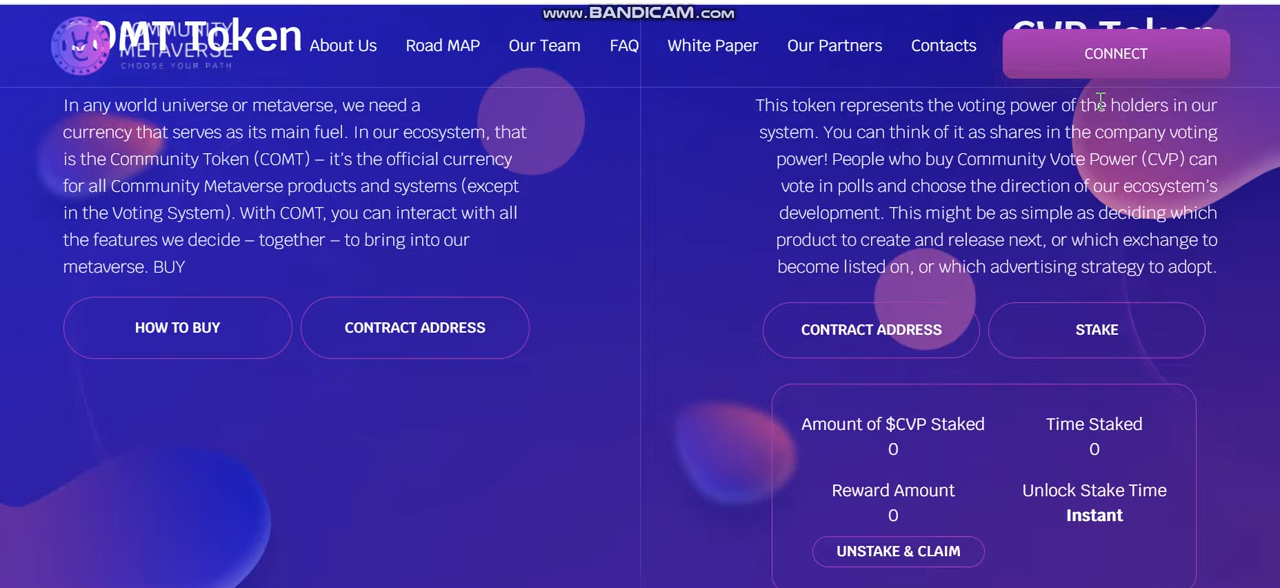 www.BANDICAM.com
COMT Token
CVP Token
COMMUNITY
METAVERSE
CHOOSE YOUR PATH
About Us
Road MAP
Our Team
FAQ
White Paper
Our Partners
Contacts
CONNECT
In any world universe or metaverse, we need a
currency that serves as its main fuel. In our ecosystem, that
is the Community Token (COMT) – it’s the official currency
for all Community Metaverse products and systems (except
in the Voting System). With COMT, you can interact with all
the features we decide – together – to bring into our
metaverse. BUY
HOW TO BUY
CONTRACT ADDRESS
This token represents the voting power of the holders in our
system. You can think of it as shares in the company voting
power! People who buy Community Vote Power (CVP) can
vote in polls and choose the direction of our ecosystem’s
development. This might be as simple as deciding which
product to create and release next, or which exchange to
become listed on, or which advertising strategy to adopt.
CONTRACT ADDRESS
STAKE
Amount of $CVP Staked
0
Time Staked
0
Reward Amount
0
Unlock Stake Time
Instant
UNSTAKE & CLAIM